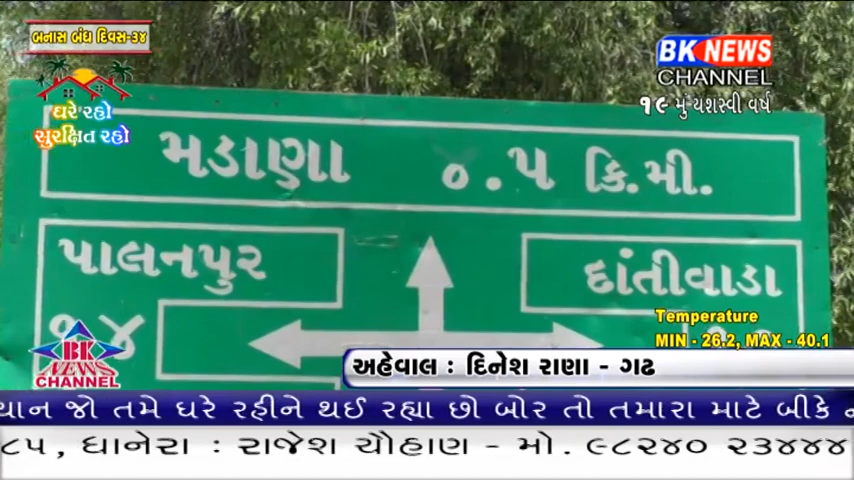 બનાસ બંધ દિવસ-૩૪
ઘરે રહો
સુરક્ષિત રહો
BK NEWS
CHANNEL
૧૯ મું યશસ્વી વર્ષ
મડાણા ૦.૫ કિ.મી.
પાલનપુર
દાંતીવાડા
૧૪
Temperature
MIN - 26.2, MAX - 40.1
BK
NEWS
CHANNEL
અહેવાલ : દિનેશ રાણા - ગઢ
જો તમે ઘરે રહીને થઈ રહ્યા છો બોર તો તમારા માટે બીકે
૮૫, ધાનેરા : રાજેશ ચૌહાણ - મો. ૯૮૨૪૦ ૨૩૪૪૪